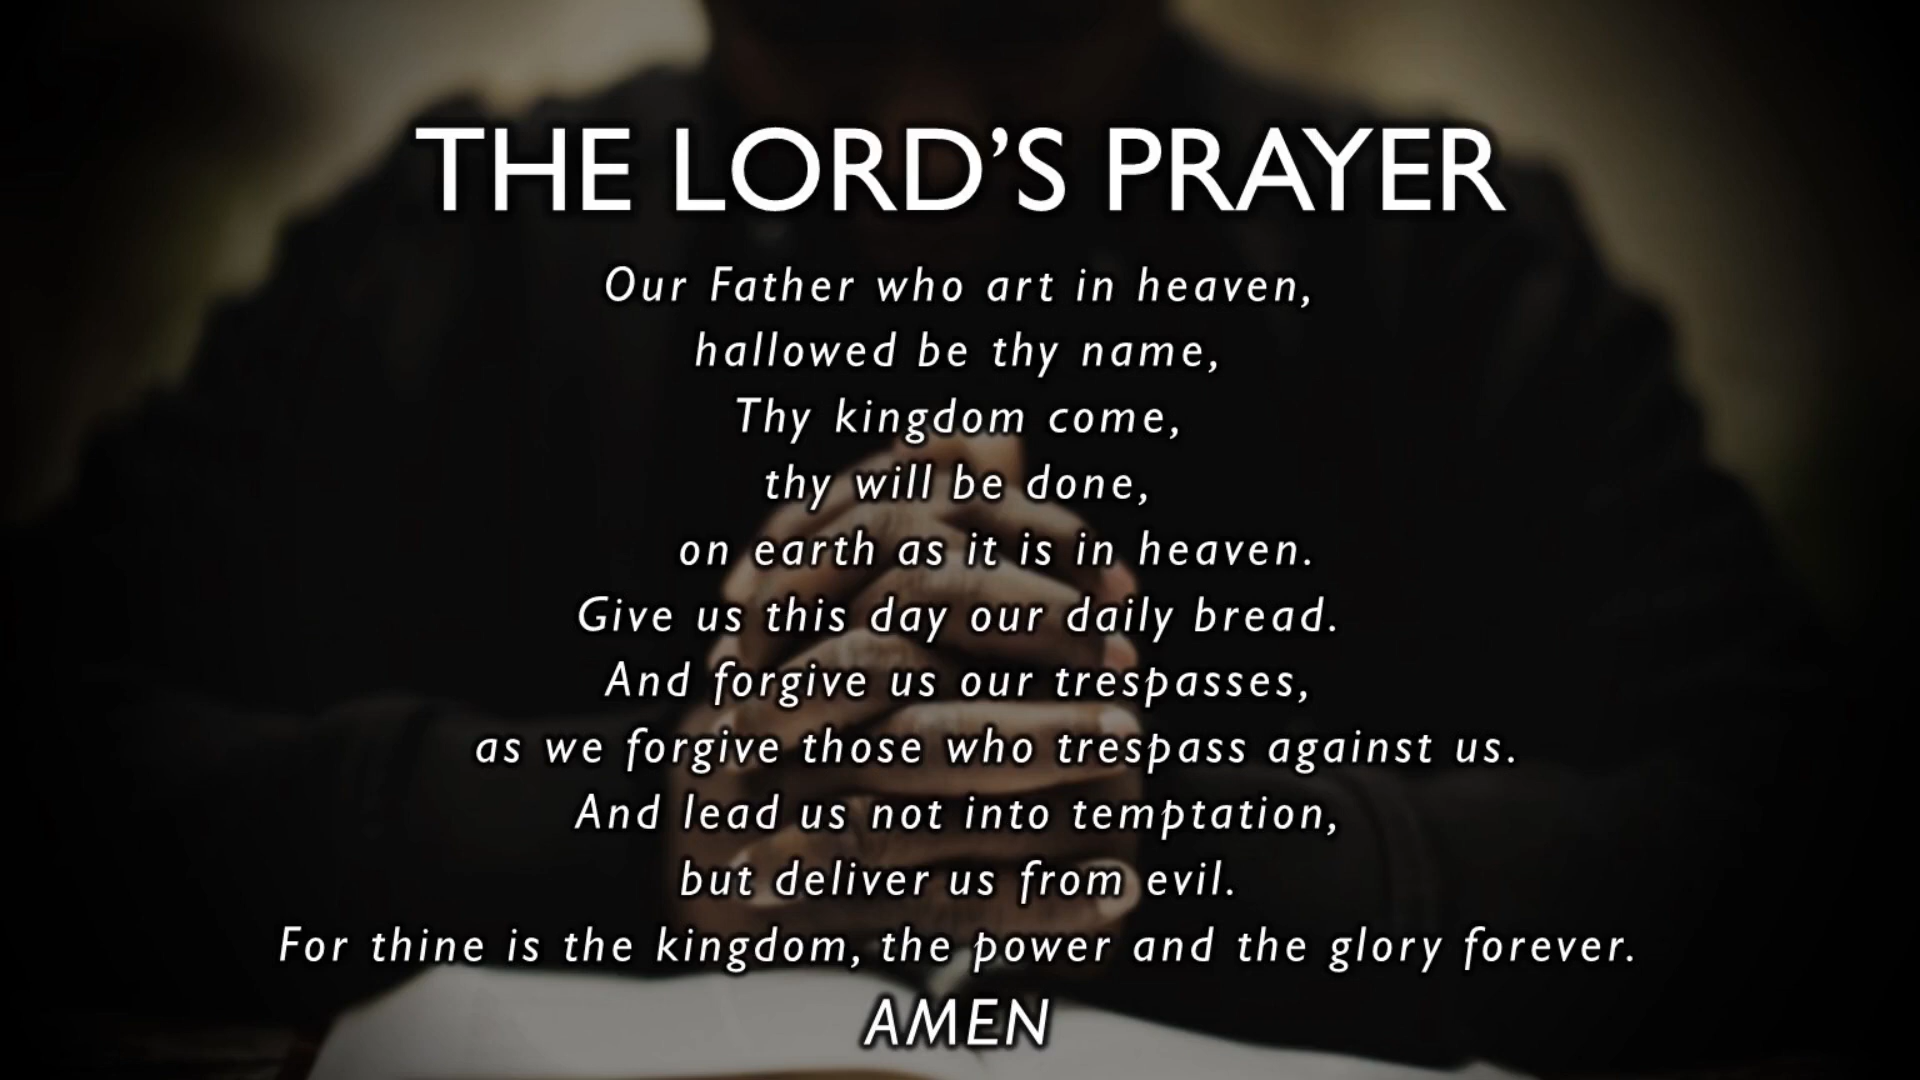 THE LORD’S PRAYER
Our Father who art in heaven,
hallowed be thy name,
Thy kingdom come,
thy will be done,
on earth as it is in heaven.
Give us this day our daily bread.
And forgive us our trespasses,
as we forgive those who trespass against us.
And lead us not into temptation,
but deliver us from evil.
For thine is the kingdom, the power and the glory forever.
AMEN